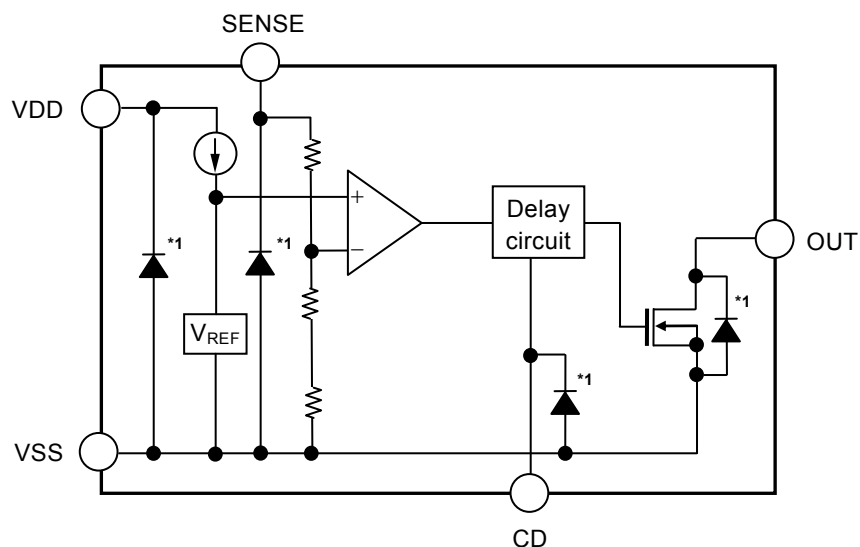 SENSE
VDD
*1
*1
+
−
Delay
circuit
OUT
*1
VREF
*1
VSS
CD